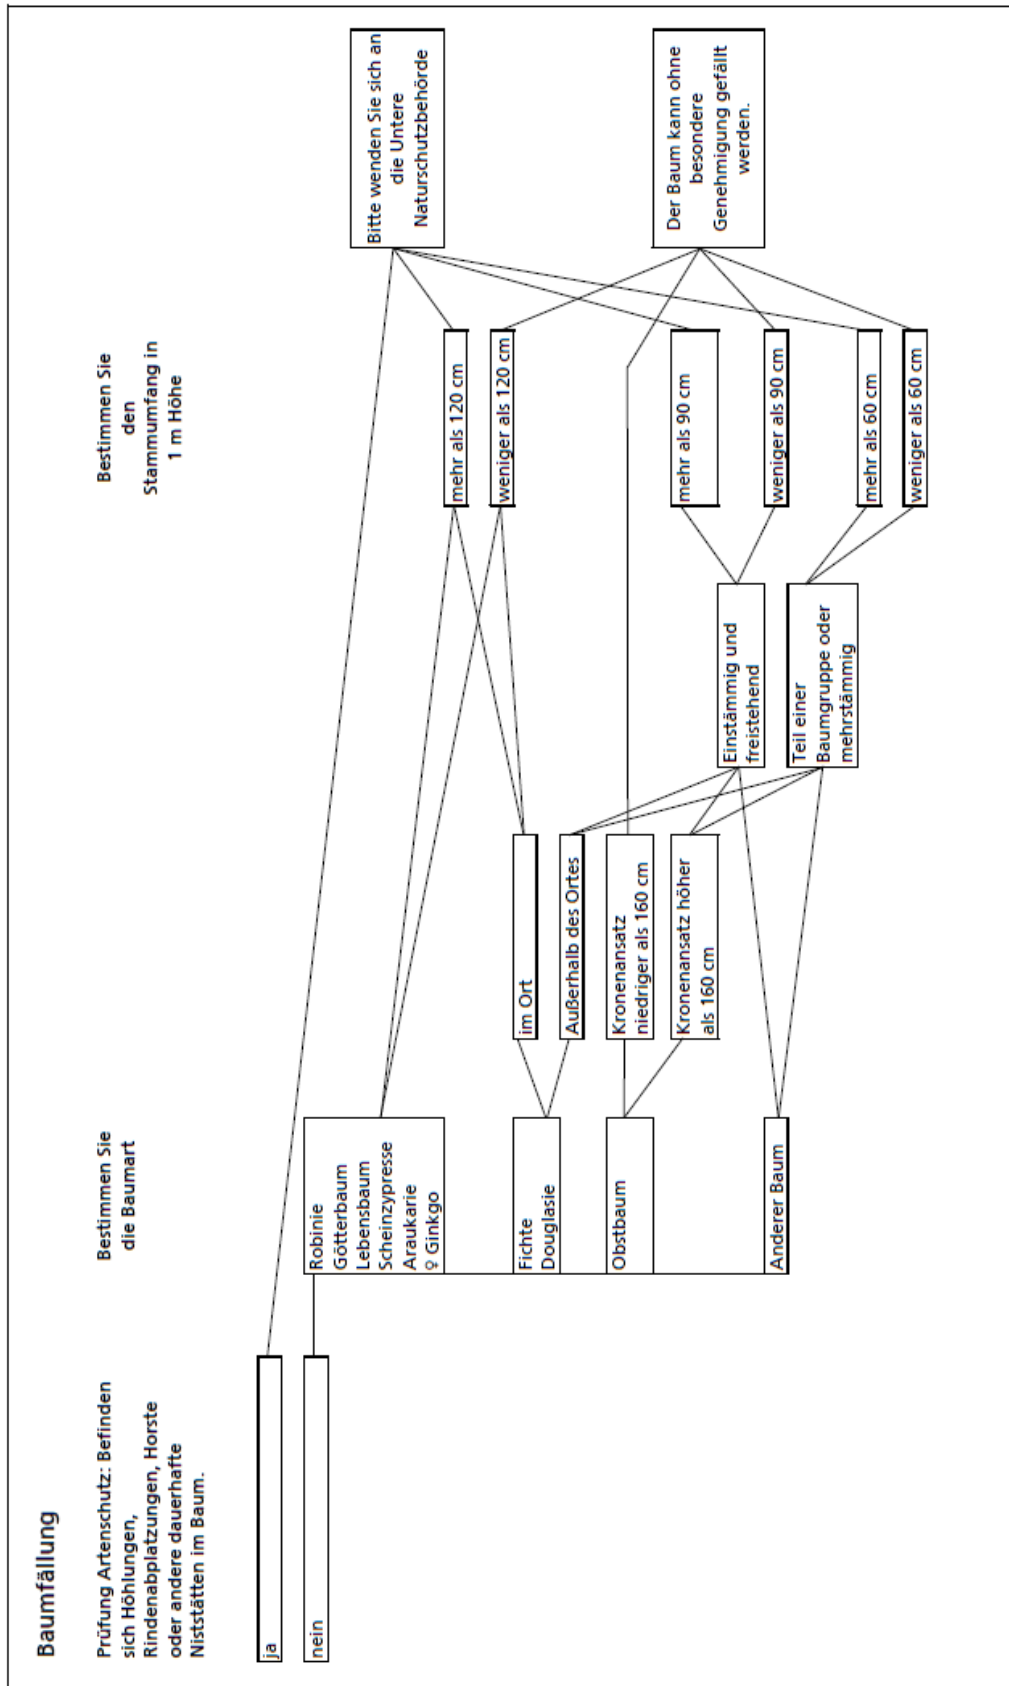 Baumfällung
Prüfung Artenschutz: Befinden
sich Höhlungen,
Rindenabplatzungen, Horste
oder andere dauerhafte
Niststätten im Baum.
Bestimmen Sie
die Baumart
Bestimmen Sie
den
Stammumfang in
1 m Höhe
ja
nein
Robinie
Götterbaum
Lebensbaum
Scheinzypresse
Araukarie
♀ Ginkgo
Fichte
Douglasie
Obstbaum
Anderer Baum
im Ort
Außerhalb des Ortes
Kronenansatz
niedriger als 160 cm
Kronenansatz höher
als 160 cm
Einstämmig und
freistehend
Teil einer
Baumgruppe oder
mehrstämmig
mehr als 120 cm
weniger als 120 cm
mehr als 90 cm
weniger als 90 cm
mehr als 60 cm
weniger als 60 cm
Bitte wenden Sie sich an
die Untere
Naturschutzbehörde
Der Baum kann ohne
besondere
Genehmigung gefällt
werden.